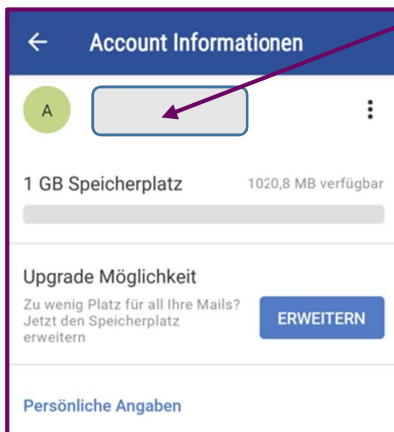 Account Informationen
A
1 GB Speicherplatz 1020,8 MB verfügbar
Upgrade Möglichkeit
Zu wenig Platz für all Ihre Mails?
Jetzt den Speicherplatz
erweitern
ERWEITERN
Persönliche Angaben